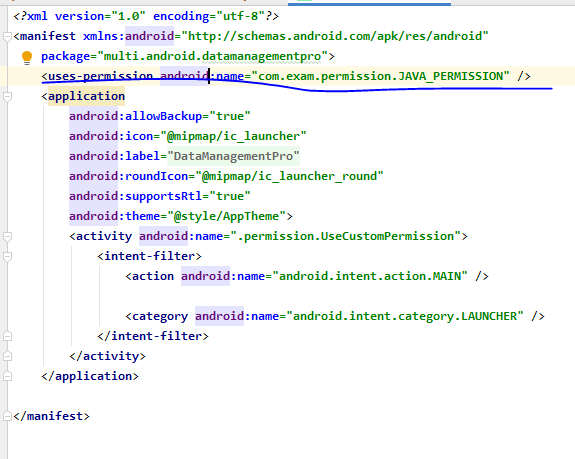 <?xml version="1.0" encoding="utf-8"?>
<manifest xmlns:android="http://schemas.android.com/apk/res/android"
package="multi.android.datamanagementpro">
<uses-permission android:name="com.exam.permission.JAVA_PERMISSION" />
<application
android:allowBackup="true"
android:icon="@mipmap/ic_launcher"
android:label="DataManagementPro"
android:roundIcon="@mipmap/ic_launcher_round"
android:supportsRtl="true"
android:theme="@style/AppTheme">
<activity android:name=".permission.UseCustomPermission">
<intent-filter>
<action android:name="android.intent.action.MAIN" />
<category android:name="android.intent.category.LAUNCHER" />
</intent-filter>
</activity>
</application>
</manifest>